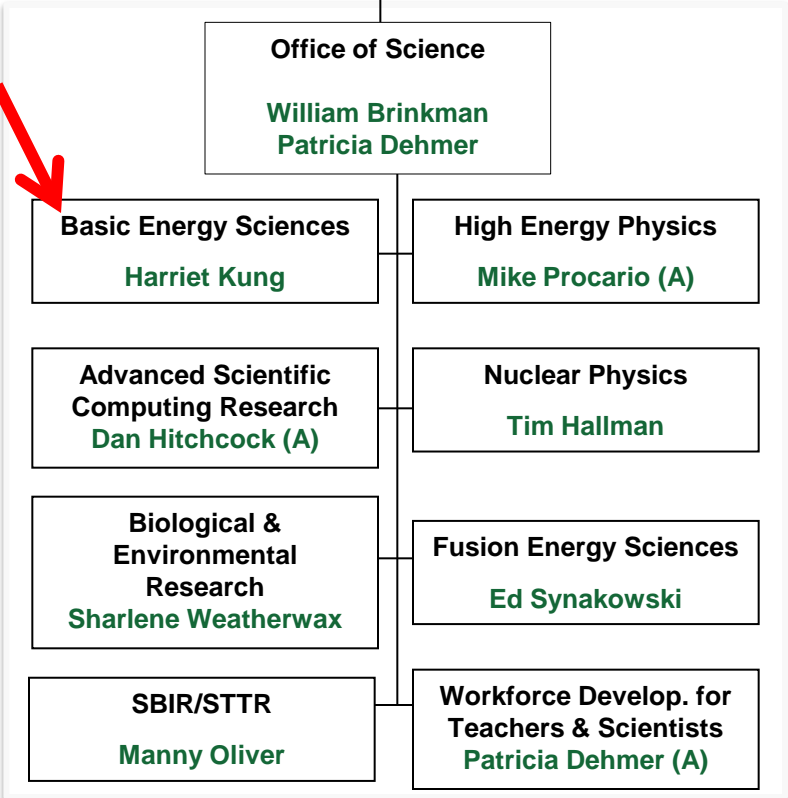 Office of Science
William Brinkman
Patricia Dehmer
Basic Energy Sciences
Harriet Kung
High Energy Physics
Mike Procario (A)
Advanced Scientific
Computing Research
Dan Hitchcock (A)
Nuclear Physics
Tim Hallman
Biological &
Environmental
Research
Sharlene Weatherwax
Fusion Energy Sciences
Ed Synakowski
SBIR/STTR
Manny Oliver
Workforce Develop. for
Teachers & Scientists
Patricia Dehmer (A)